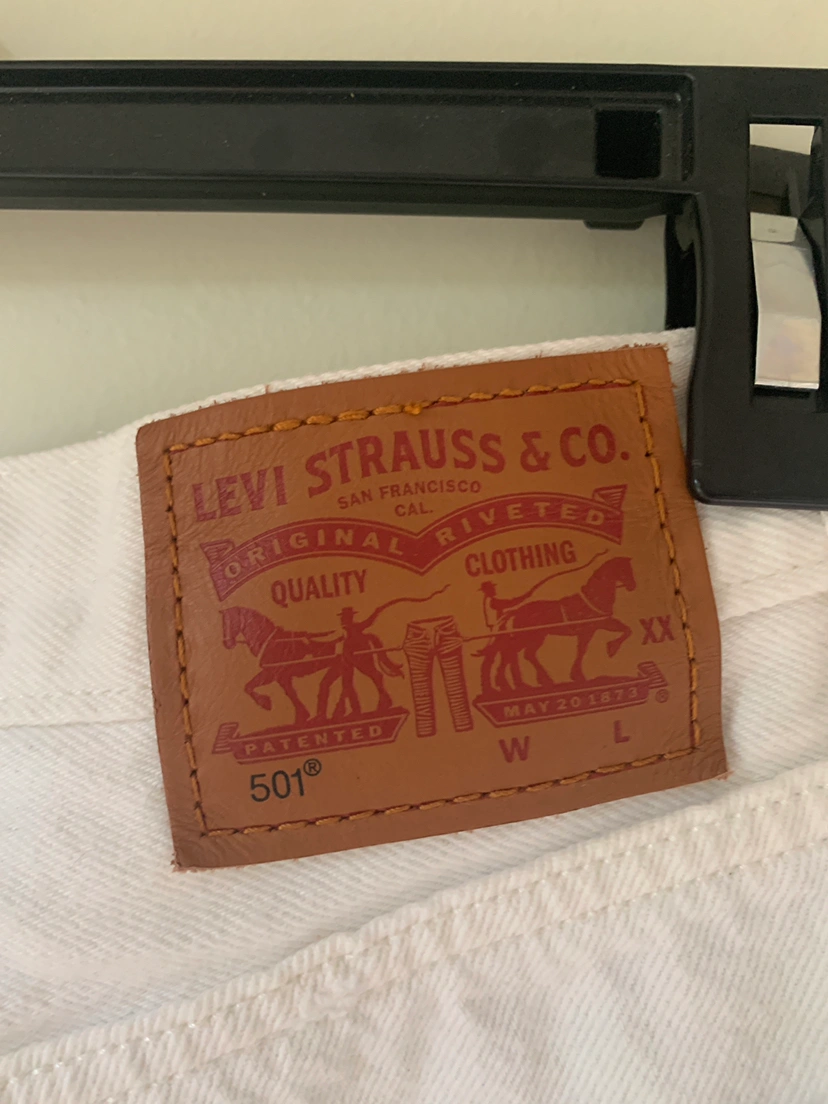 LEVI STRAUSS & CO.
SAN FRANCISCO
CAL.
ORIGINAL RIVETED
QUALITY CLOTHING
XX
PATENTED MAY 20 1873 ®
W L
501®